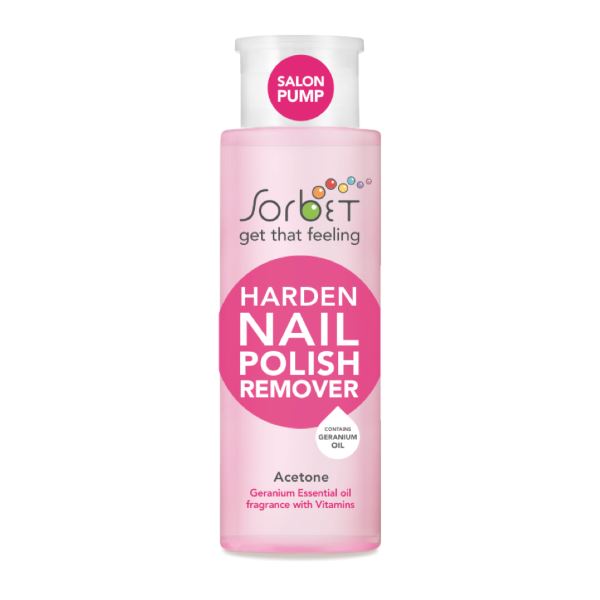 SALON
PUMP
SorbET
get that feeling
HARDEN
NAIL
POLISH
REMOVER
CONTAINS
GERANIUM
OIL
Acetone
Geranium Essential oil
fragrance with Vitamins